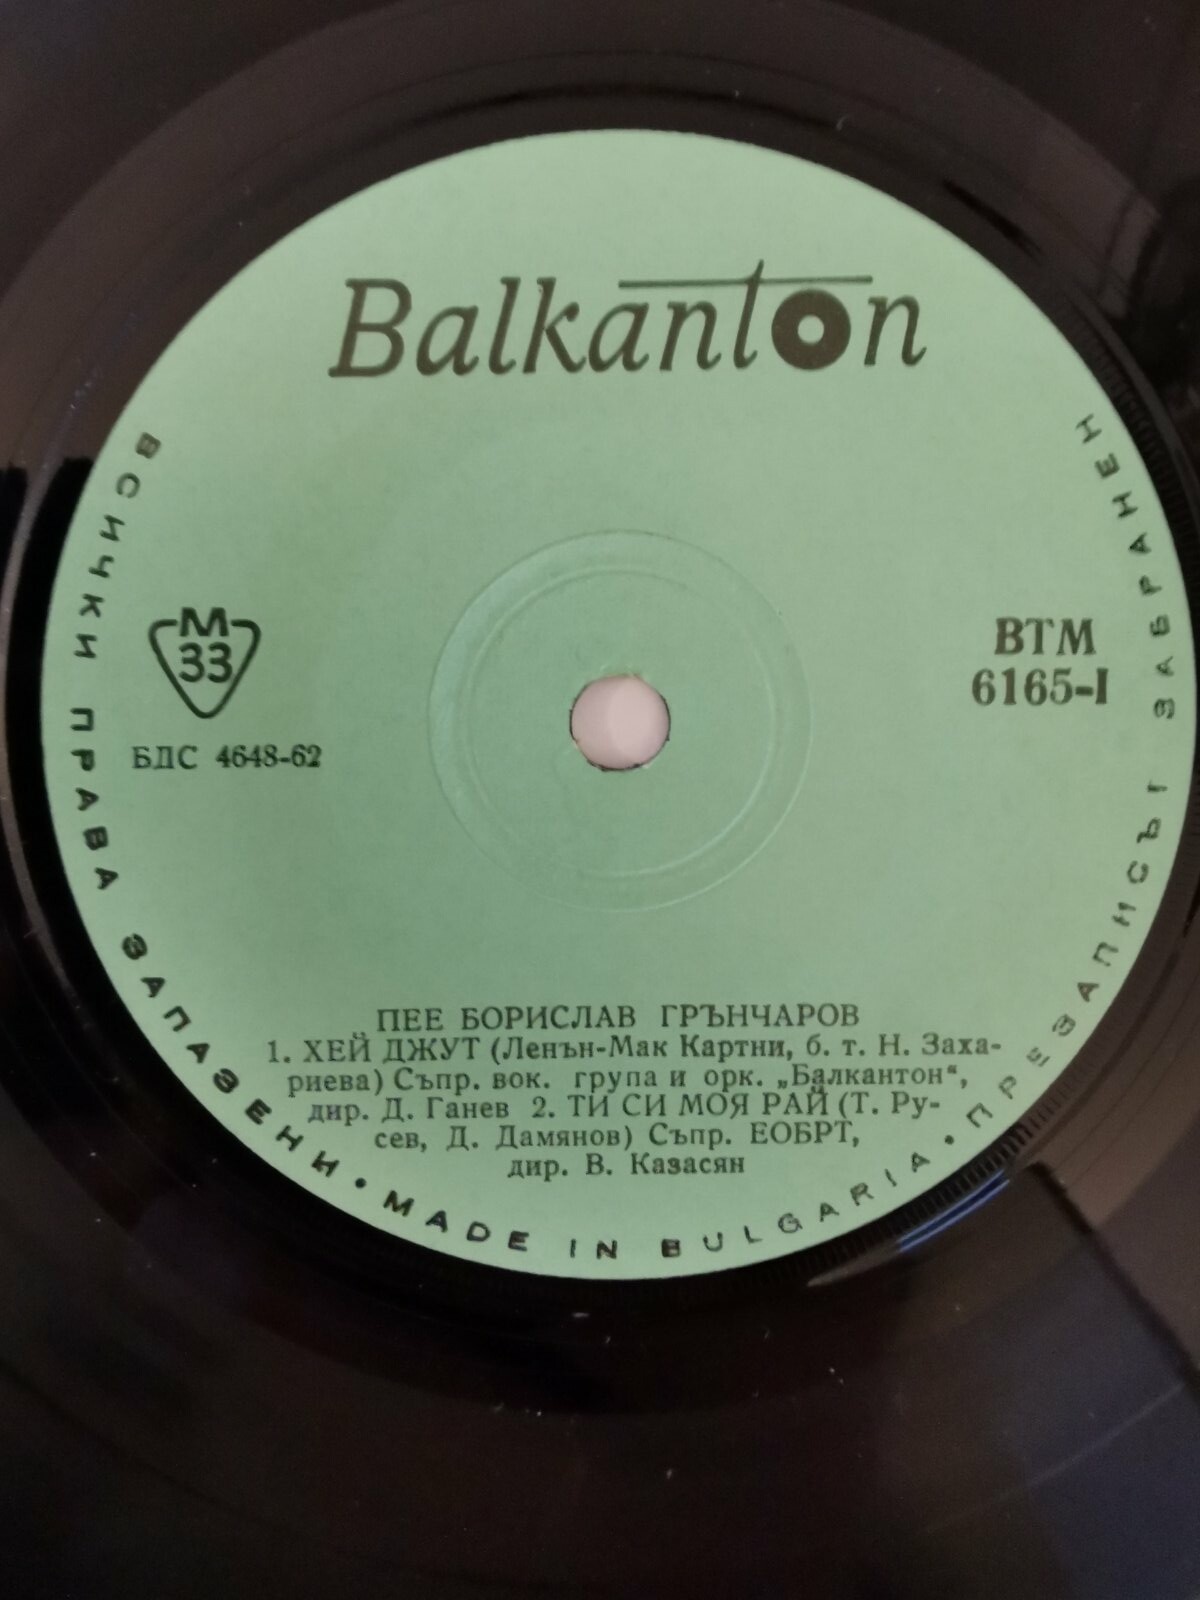 Balkanton
М
33
БДС 4648-62
ВТМ
6165-I
ПЕЕ БОРИСЛАВ ГРЪНЧАРОВ
1. ХЕЙ ДЖУТ (Ленън-Мак Картни, б. т. Н. Заха-
риева) Съпр. вок. група и орк. „Балкантон“,
дир. Д. Ганев 2. ТИ СИ МОЯ РАЙ (Т. Ру-
сев, Д. Дамянов) Съпр. ЕОБРТ,
дир. В. Казасян
ВСИЧКИ ПРАВА ЗАПАЗЕНИ • MADE IN BULGARIA • ПРЕЗАПИСЪТ ЗАБРАНЕН